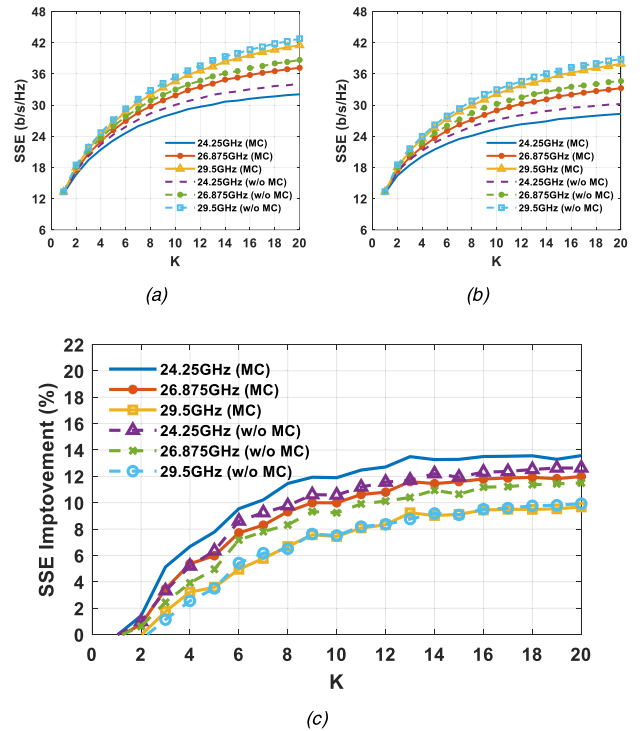 48
42
36
30
24
18
12
6
SSE (b/s/Hz)
24.25GHz (MC)
26.875GHz (MC)
29.5GHz (MC)
24.25GHz (w/o MC)
26.875GHz (w/o MC)
29.5GHz (w/o MC)
0 2 4 6 8 10 12 14 16 18 20
K
(a)
48
42
36
30
24
18
12
6
SSE (b/s/Hz)
24.25GHz (MC)
26.875GHz (MC)
29.5GHz (MC)
24.25GHz (w/o MC)
26.875GHz (w/o MC)
29.5GHz (w/o MC)
0 2 4 6 8 10 12 14 16 18 20
K
(b)
22
20
18
16
14
12
10
8
6
4
2
0
SSE Imptovement (%)
24.25GHz (MC)
26.875GHz (MC)
29.5GHz (MC)
24.25GHz (w/o MC)
26.875GHz (w/o MC)
29.5GHz (w/o MC)
0 2 4 6 8 10 12 14 16 18 20
K
(c)